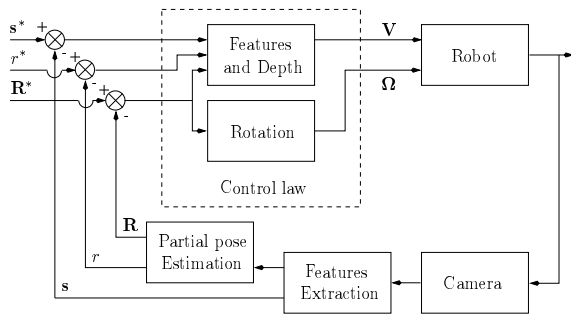 s* +
- +
r*
- +
R*
-
Features
and Depth
Rotation
Control law
V
Ω
Robot
R
r
s
Partial pose
Estimation
Features
Extraction
Camera